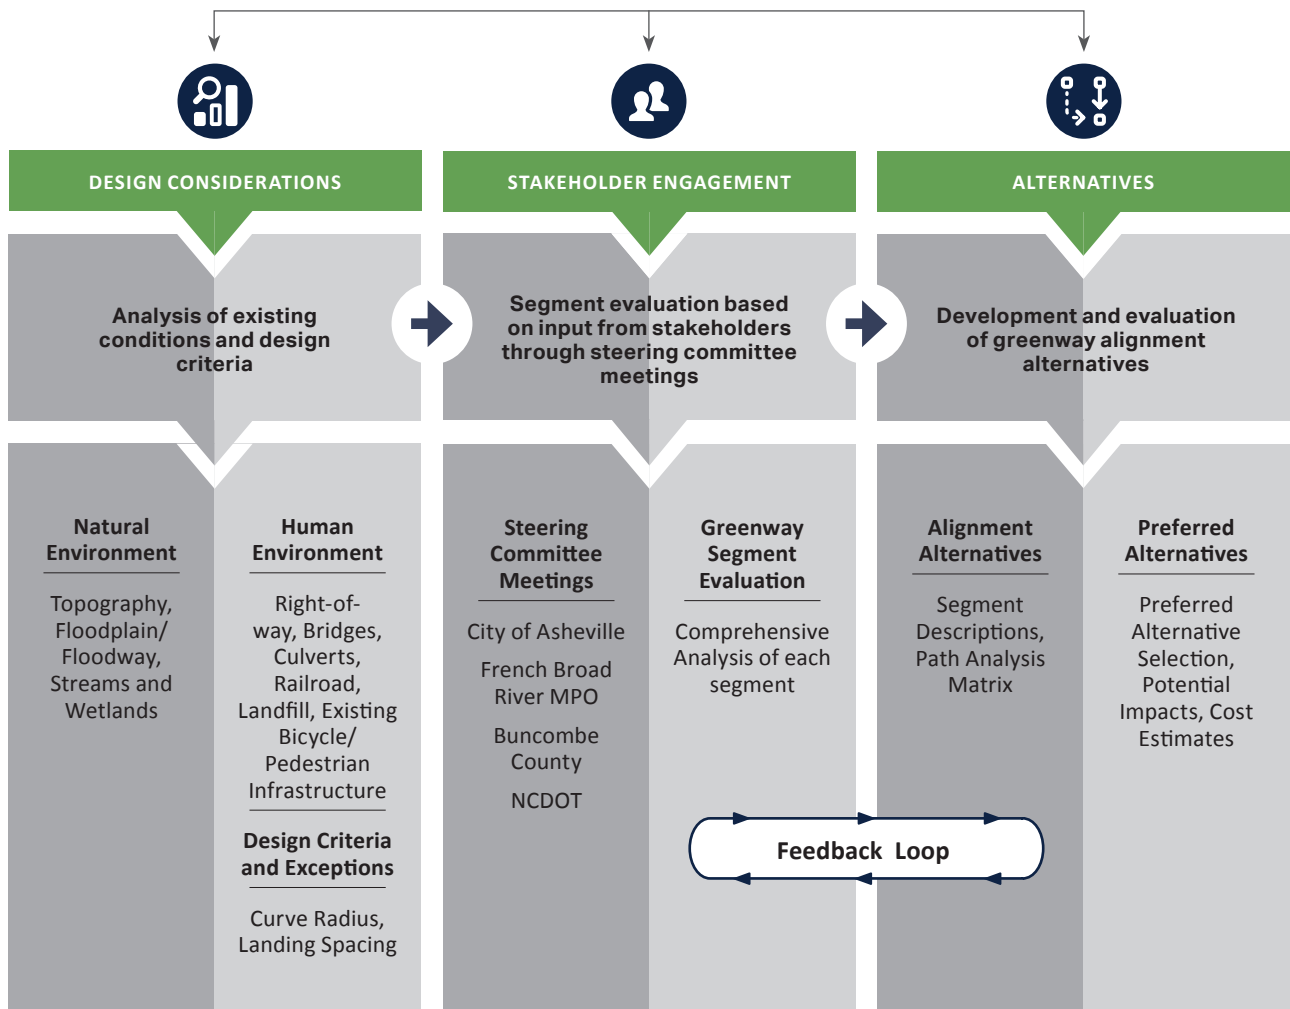 DESIGN CONSIDERATIONS
Analysis of existing
conditions and design
criteria
Natural
Environment
Topography,
Floodplain/
Floodway,
Streams and
Wetlands
Human
Environment
Right-of-
way, Bridges,
Culverts,
Railroad,
Landfill, Existing
Bicycle/
Pedestrian
Infrastructure
Design Criteria
and Exceptions
Curve Radius,
Landing Spacing
STAKEHOLDER ENGAGEMENT
Segment evaluation based
on input from stakeholders
through steering committee
meetings
Steering
Committee
Meetings
City of Asheville
French Broad
River MPO
Buncombe
County
NCDOT
Greenway
Segment
Evaluation
Comprehensive
Analysis of each
segment
ALTERNATIVES
Development and evaluation
of greenway alignment
alternatives
Alignment
Alternatives
Segment
Descriptions,
Path Analysis
Matrix
Preferred
Alternatives
Preferred
Alternative
Selection,
Potential
Impacts, Cost
Estimates
Feedback Loop